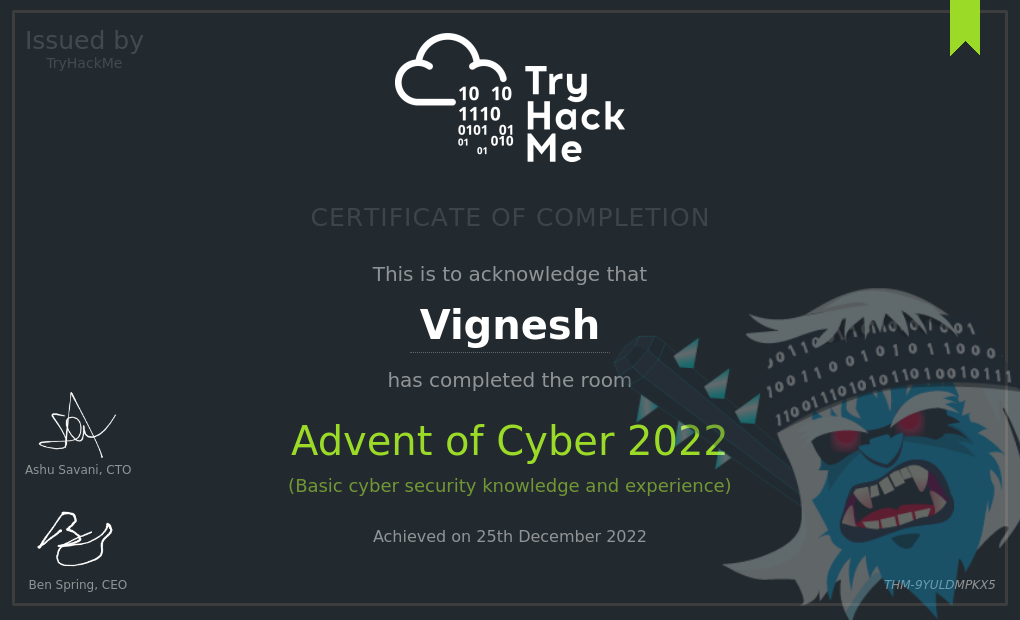 Issued by
TryHackMe
10 10
1110
0101 01
01 010
01
Try
Hack
Me
CERTIFICATE OF COMPLETION
This is to acknowledge that
Vignesh
has completed the room
Advent of Cyber 2022
(Basic cyber security knowledge and experience)
Achieved on 25th December 2022
Ashu Savani, CTO
Ben Spring, CEO
THM-9YULDMPKX5